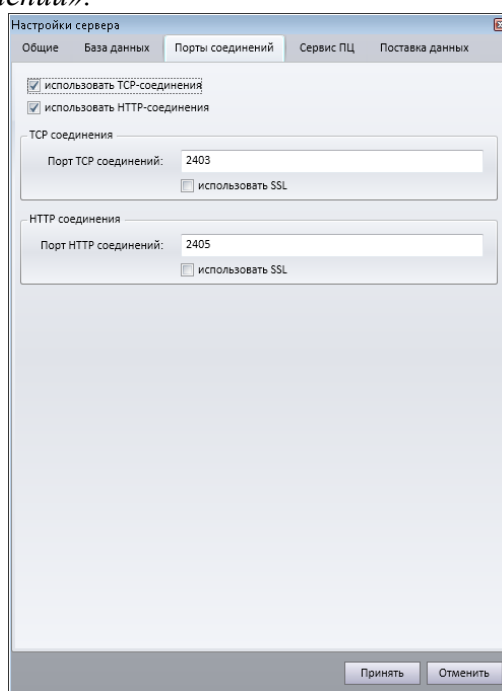 Настройки сервера
Общие База данных Порты соединений Сервис ПЦ Поставка данных
использовать TCP-соединения
использовать HTTP-соединения
TCP соединения
Порт TCP соединений: 2403
использовать SSL
HTTP соединения
Порт HTTP соединений: 2405
использовать SSL
Принять Отменить